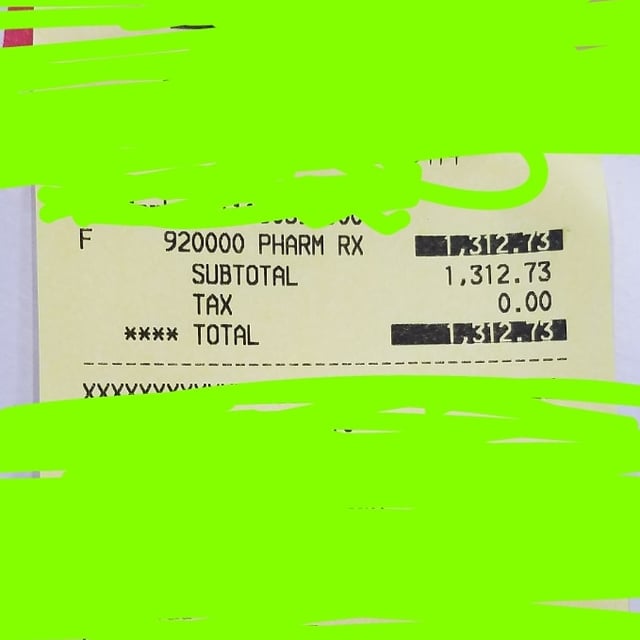 F 920000 PHARM RX 1,312.73
SUBTOTAL 1,312.73
TAX 0.00
**** TOTAL 1,312.73